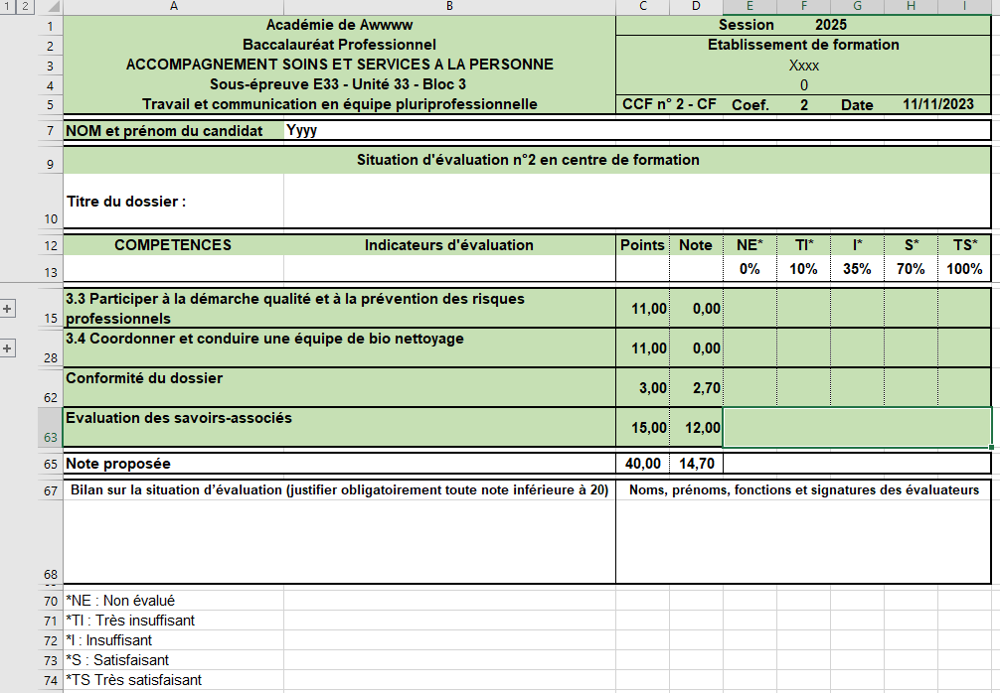 1 2 A B C D E F G H I
1 Académie de Awwww Session 2025
2 Baccalauréat Professionnel Etablissement de formation
3 ACCOMPAGNEMENT SOINS ET SERVICES A LA PERSONNE Xxxx
4 Sous-épreuve E33 - Unité 33 - Bloc 3 0
5 Travail et communication en équipe pluriprofessionnelle CCF n° 2 - CF Coef. 2 Date 11/11/2023
7 NOM et prénom du candidat Yyyy
9 Situation d'évaluation n°2 en centre de formation
10 Titre du dossier :
12 COMPETENCES Indicateurs d'évaluation Points Note NE* TI* I* S* TS*
13 0% 10% 35% 70% 100%
3.3 Participer à la démarche qualité et à la prévention des risques
15 professionnels 11,00 0,00
28 3.4 Coordonner et conduire une équipe de bio nettoyage 11,00 0,00
62 Conformité du dossier 3,00 2,70
63 Evaluation des savoirs-associés 15,00 12,00
65 Note proposée 40,00 14,70
67 Bilan sur la situation d'évaluation (justifier obligatoirement toute note inférieure à 20) Noms, prénoms, fonctions et signatures des évaluateurs
68
70 *NE : Non évalué
71 *TI : Très insuffisant
72 *I : Insuffisant
73 *S : Satisfaisant
74 *TS Très satisfaisant